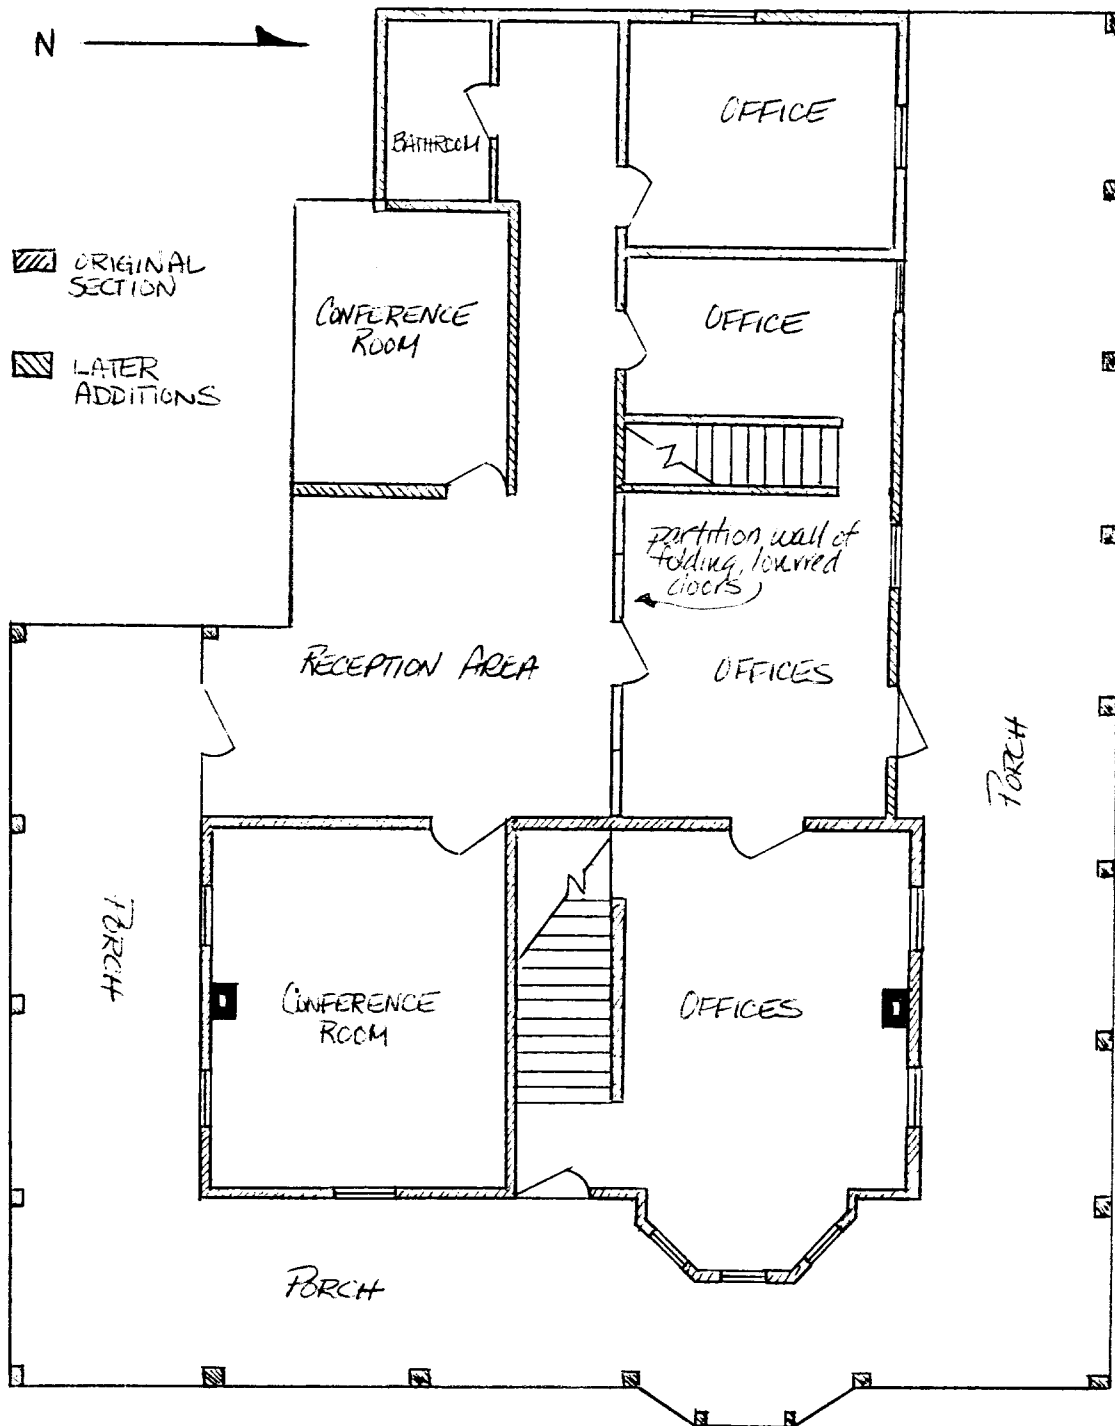 N
OFFICE
BATHROOM
ORIGINAL
SECTION
CONFERENCE
ROOM
OFFICE
LATER
ADDITIONS
partition wall of
folding, louvred
doors
RECEPTION AREA
OFFICES
PORCH
PORCH
CONFERENCE
ROOM
OFFICES
PORCH